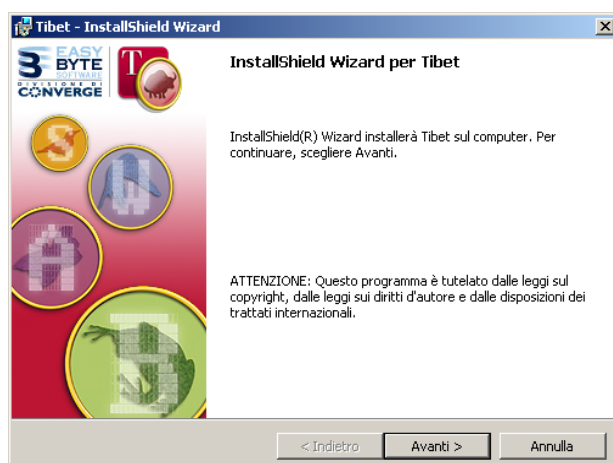 Tibet - InstallShield Wizard
EASY
BYTE
SOFTWARE
DIVISIONE DI
CONVERGE
T
InstallShield Wizard per Tibet
InstallShield(R) Wizard installerà Tibet sul computer. Per
continuare, scegliere Avanti.
S
W
A
B
ATTENZIONE: Questo programma è tutelato dalle leggi sul
copyright, dalle leggi sui diritti d'autore e dalle disposizioni dei
trattati internazionali.
< Indietro
Avanti >
Annulla